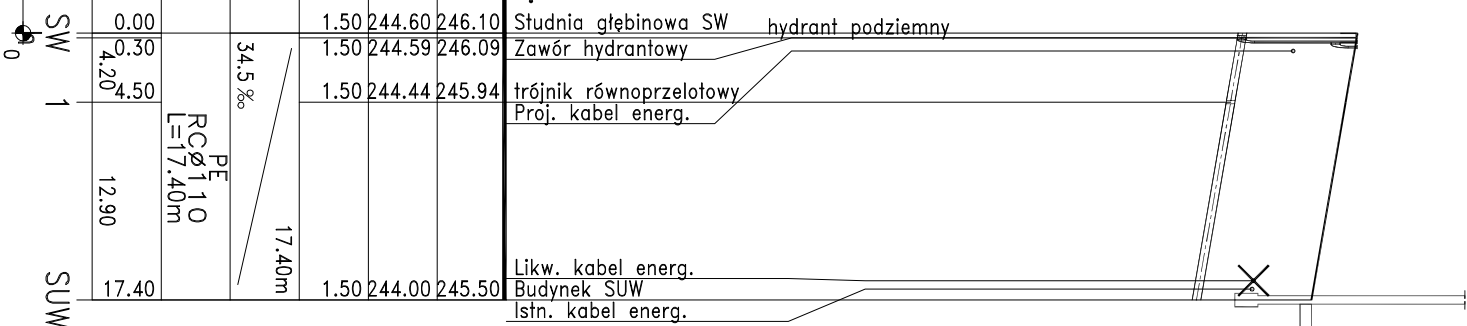 SW 0.00 1.50 244.60 246.10 Studnia głębinowa SW hydrant podziemny
0
0.30 1.50 244.59 246.09 Zawór hydrantowy
4.20
34.5 ‰
1 4.50 1.50 244.44 245.94 trójnik równoprzelotowy
Proj. kabel energ.
PE
RCø110
L=17.40m
12.90
17.40m
Likw. kabel energ.
SUW 17.40 1.50 244.00 245.50 Budynek SUW
Istn. kabel energ.